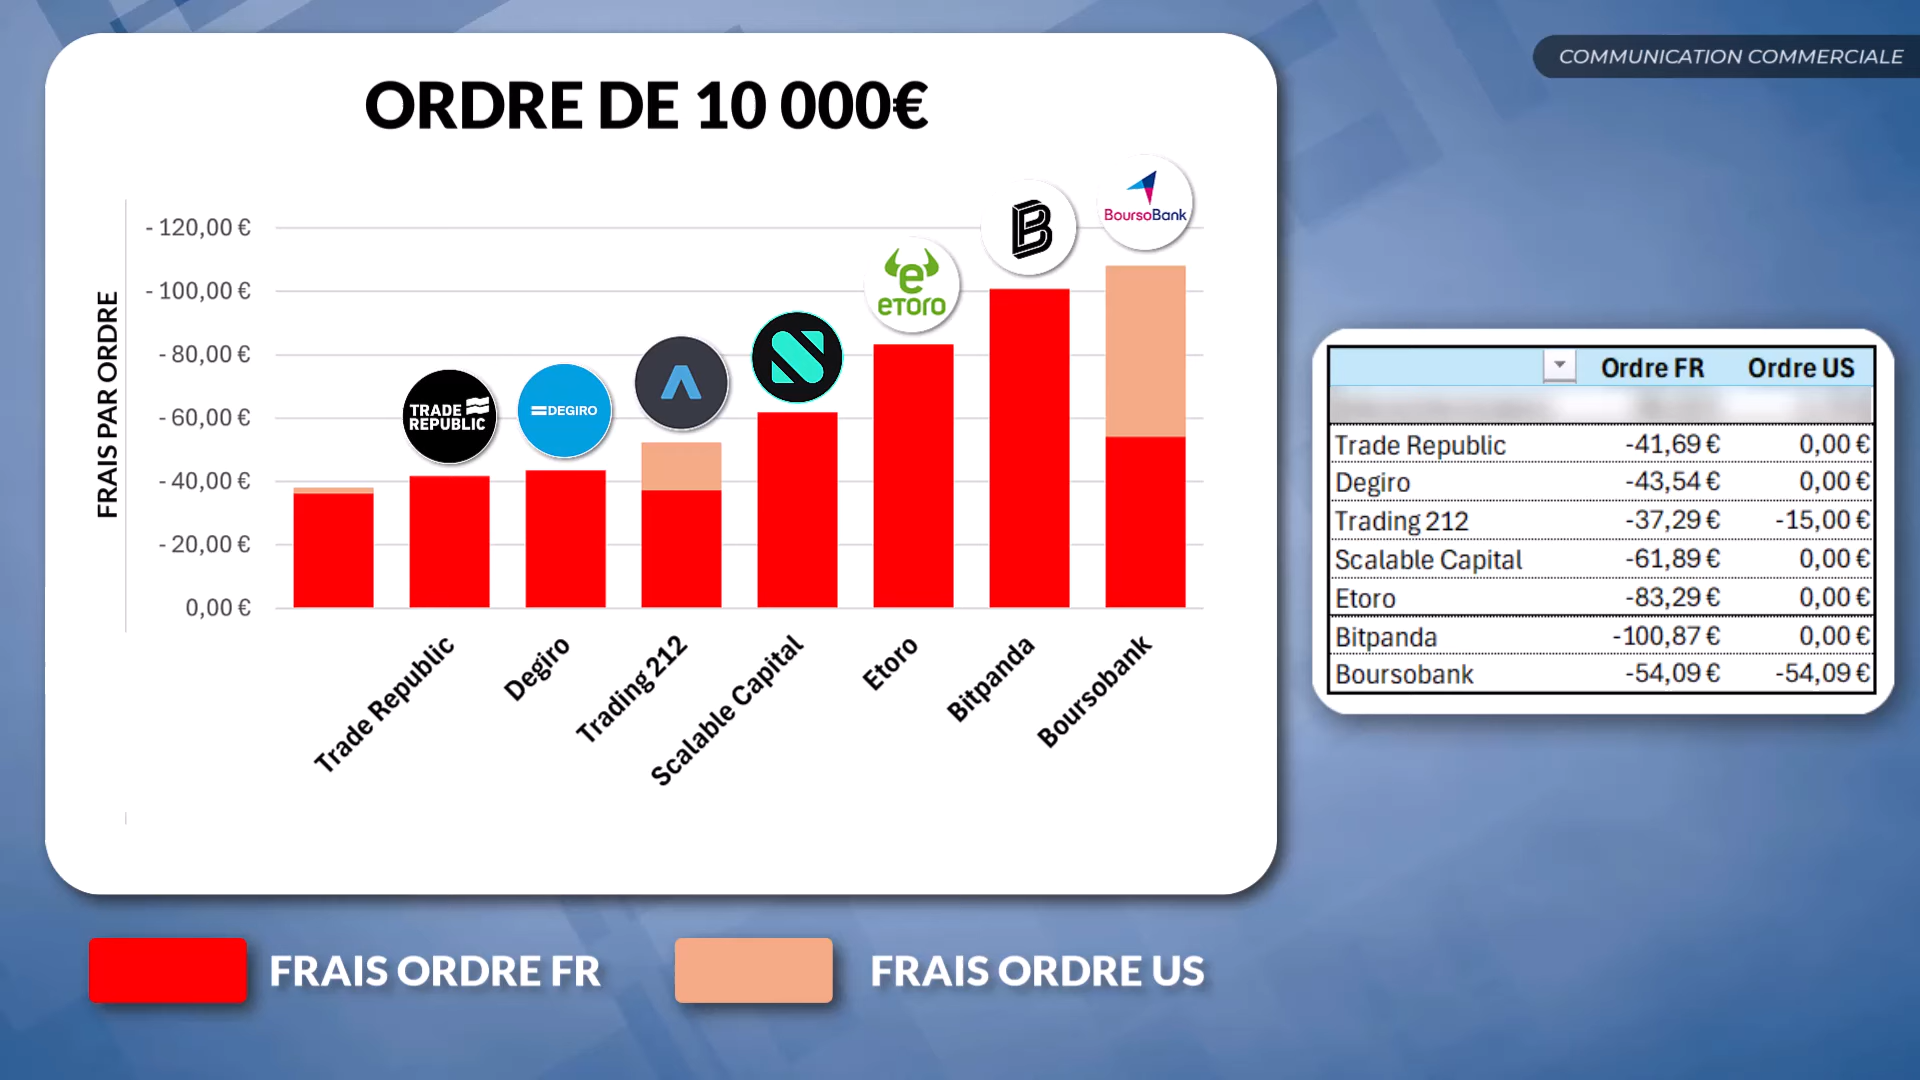 COMMUNICATION COMMERCIALE
ORDRE DE 10 000€
FRAIS PAR ORDRE
- 120,00 €
- 100,00 €
- 80,00 €
- 60,00 €
- 40,00 €
- 20,00 €
0,00 €
TRADE
REPUBLIC
DEGIRO
eToro
BoursoBank
Trade Republic
Degiro
Trading 212
Scalable Capital
Etoro
Bitpanda
Boursobank
Ordre FR Ordre US
Trade Republic -41,69 € 0,00 €
Degiro -43,54 € 0,00 €
Trading 212 -37,29 € -15,00 €
Scalable Capital -61,89 € 0,00 €
Etoro -83,29 € 0,00 €
Bitpanda -100,87 € 0,00 €
Boursobank -54,09 € -54,09 €
FRAIS ORDRE FR
FRAIS ORDRE US